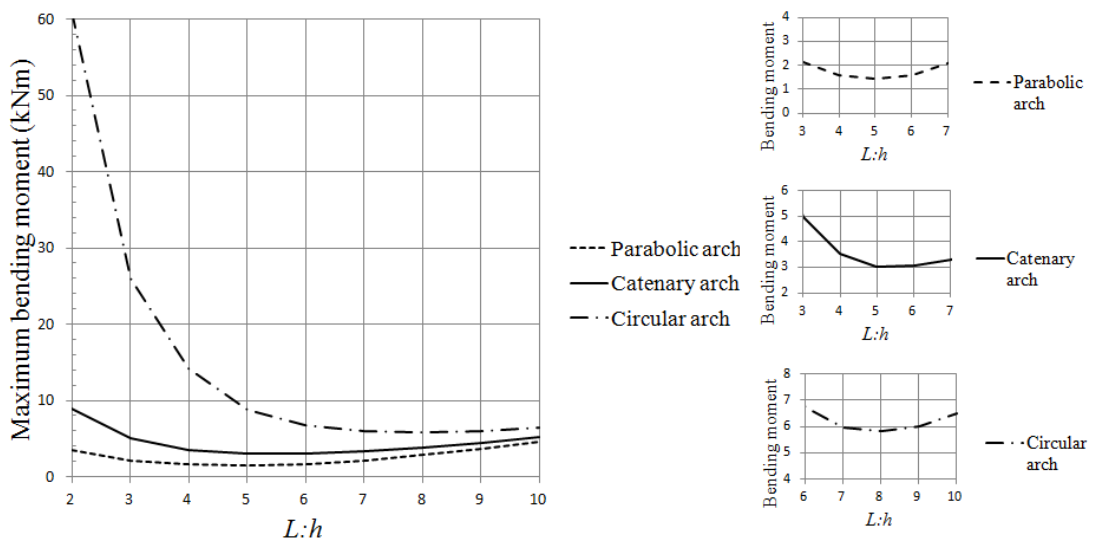 Maximum bending moment (kNm)
60
50
40
30
20
10
0
2 3 4 5 6 7 8 9 10
L:h
Parabolic arch
Catenary arch
Circular arch
Bending moment
4
3
2
1
0
3 4 5 6 7
L:h
Parabolic
arch
Bending moment
6
5
4
3
2
3 4 5 6 7
L:h
Catenary
arch
Bending moment
8
7
6
5
4
6 7 8 9 10
L:h
Circular
arch